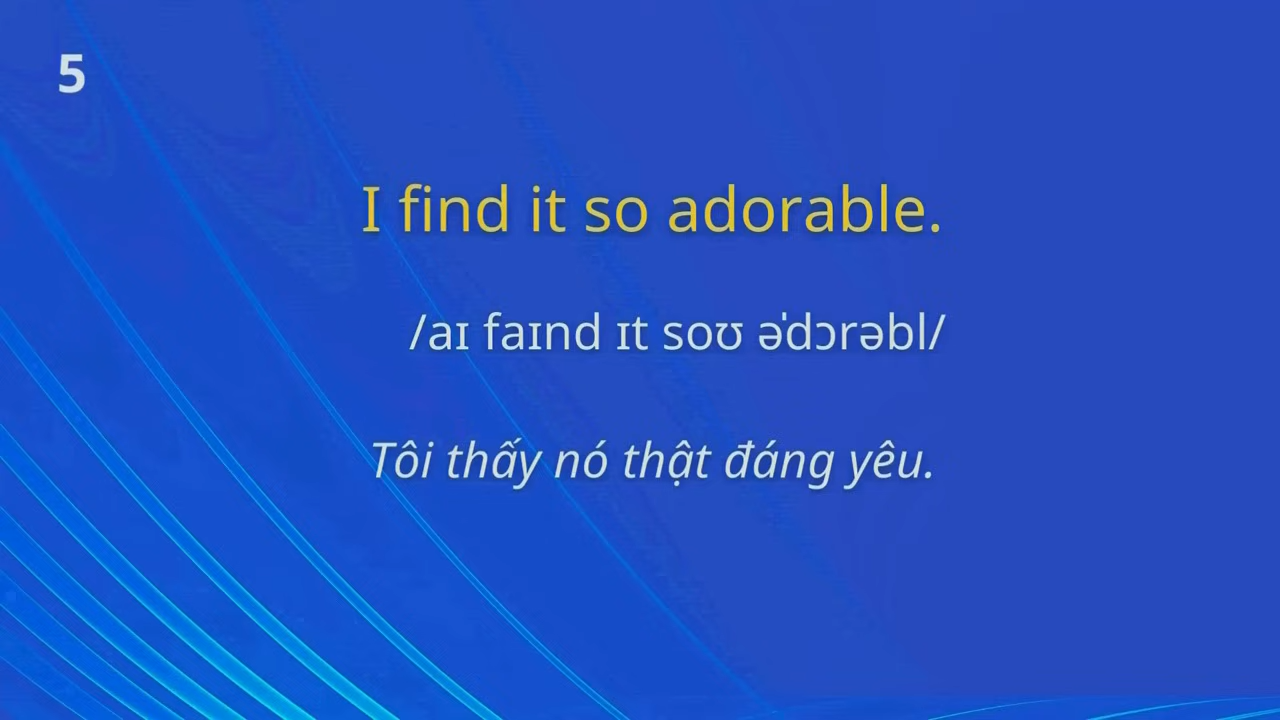 5
I find it so adorable.
/aɪ faɪnd ɪt soʊ əˈdɔrəbl/
Tôi thấy nó thật đáng yêu.